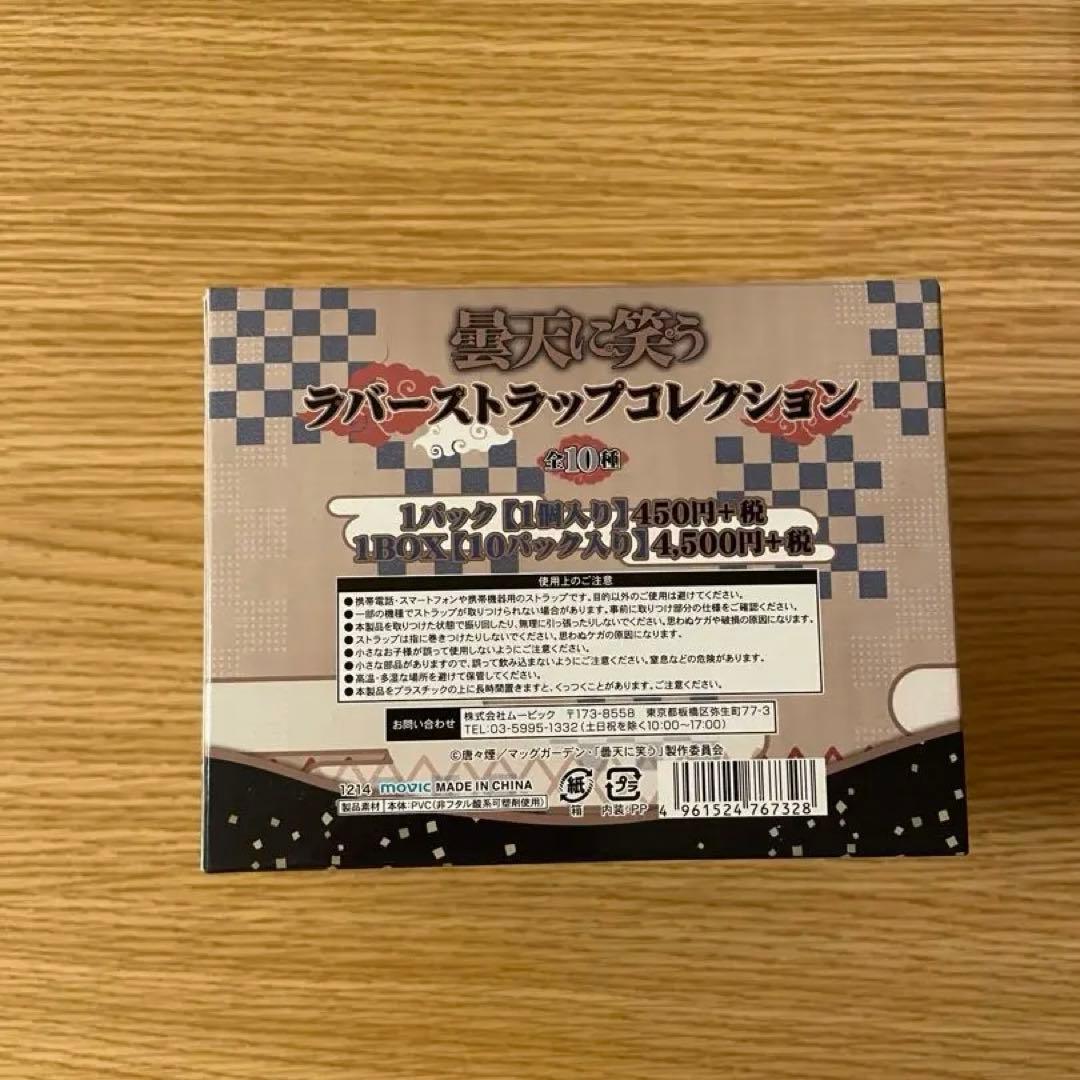 曇天に笑う
ラバーストラップコレクション
全10種
1パック【1個入り】450円+税
1BOX【10パック入り】4,500円+税
使用上のご注意
●携帯電話・スマートフォンや携帯機器用のストラップです。目的以外のご使用は避けてください。
●一部の機種でストラップが取りつけられない場合があります。事前に取りつけ部分の仕様をご確認ください。
●本製品を取りつけた状態で振り回したり、無理に引っ張ったりしないでください。思わぬケガや破損の原因になります。
●ストラップは指に巻きつけたりしないでください。思わぬケガの原因になります。
●小さなお子様が誤って使用しないようにご注意ください。
●小さな部品がありますので、誤って飲み込まないようにご注意ください。窒息などの危険があります。
●高温・多湿な場所を避けて保管してください。
●本製品をプラスチックの上に長時間置きますと、くっつくことがあります。ご注意ください。
お問い合わせ
株式会社ムービック 〒173-8558 東京都板橋区弥生町77-3
TEL:03-5995-1332(土日祝を除く10:00～17:00)
©唐々煙/マッグガーデン・「曇天に笑う」製作委員会
1214 movic MADE IN CHINA
製品素材 本体:PVC(非フタル酸系可塑剤使用)
紙 箱
プラ 内装:PP
4 961524 767328